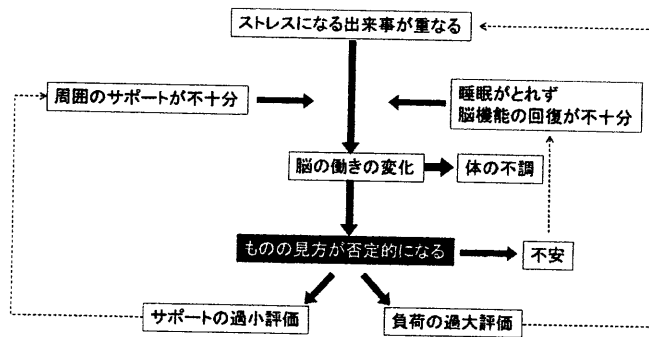 ストレスになる出来事が重なる
周囲のサポートが不十分
睡眠がとれず
脳機能の回復が不十分
脳の働きの変化
体の不調
ものの見方が否定的になる
不安
サポートの過小評価
負荷の過大評価